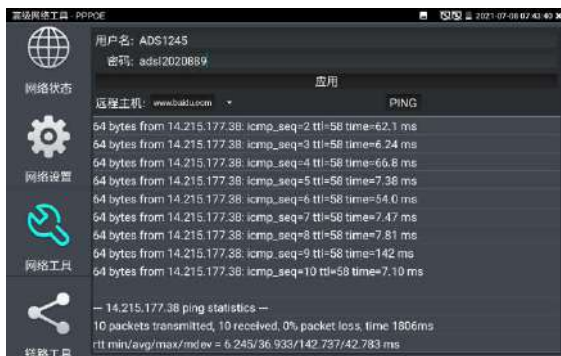 高级网络工具 - PPPOE
2021-07-08 07:43:40
用户名: ADS1245
密码: adsl2020889
应用
网络状态
远程主机: www.baidu.com
PING
64 bytes from 14.215.177.38: icmp_seq=2 ttl=58 time=62.1 ms
64 bytes from 14.215.177.38: icmp_seq=3 ttl=58 time=6.24 ms
64 bytes from 14.215.177.38: icmp_seq=4 ttl=58 time=66.8 ms
网络设置
64 bytes from 14.215.177.38: icmp_seq=5 ttl=58 time=7.38 ms
64 bytes from 14.215.177.38: icmp_seq=6 ttl=58 time=54.0 ms
64 bytes from 14.215.177.38: icmp_seq=7 ttl=58 time=7.47 ms
64 bytes from 14.215.177.38: icmp_seq=8 ttl=58 time=7.81 ms
64 bytes from 14.215.177.38: icmp_seq=9 ttl=58 time=142 ms
网络工具
64 bytes from 14.215.177.38: icmp_seq=10 ttl=58 time=7.10 ms
--- 14.215.177.38 ping statistics ---
10 packets transmitted, 10 received, 0% packet loss, time 1806ms
rtt min/avg/max/mdev = 6.245/36.933/142.737/42.783 ms